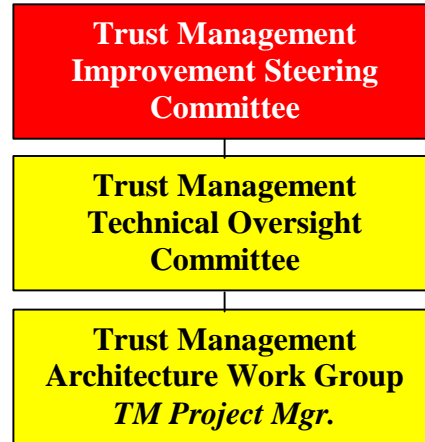 Trust Management
Improvement Steering
Committee
Trust Management
Technical Oversight
Committee
Trust Management
Architecture Work Group
TM Project Mgr.